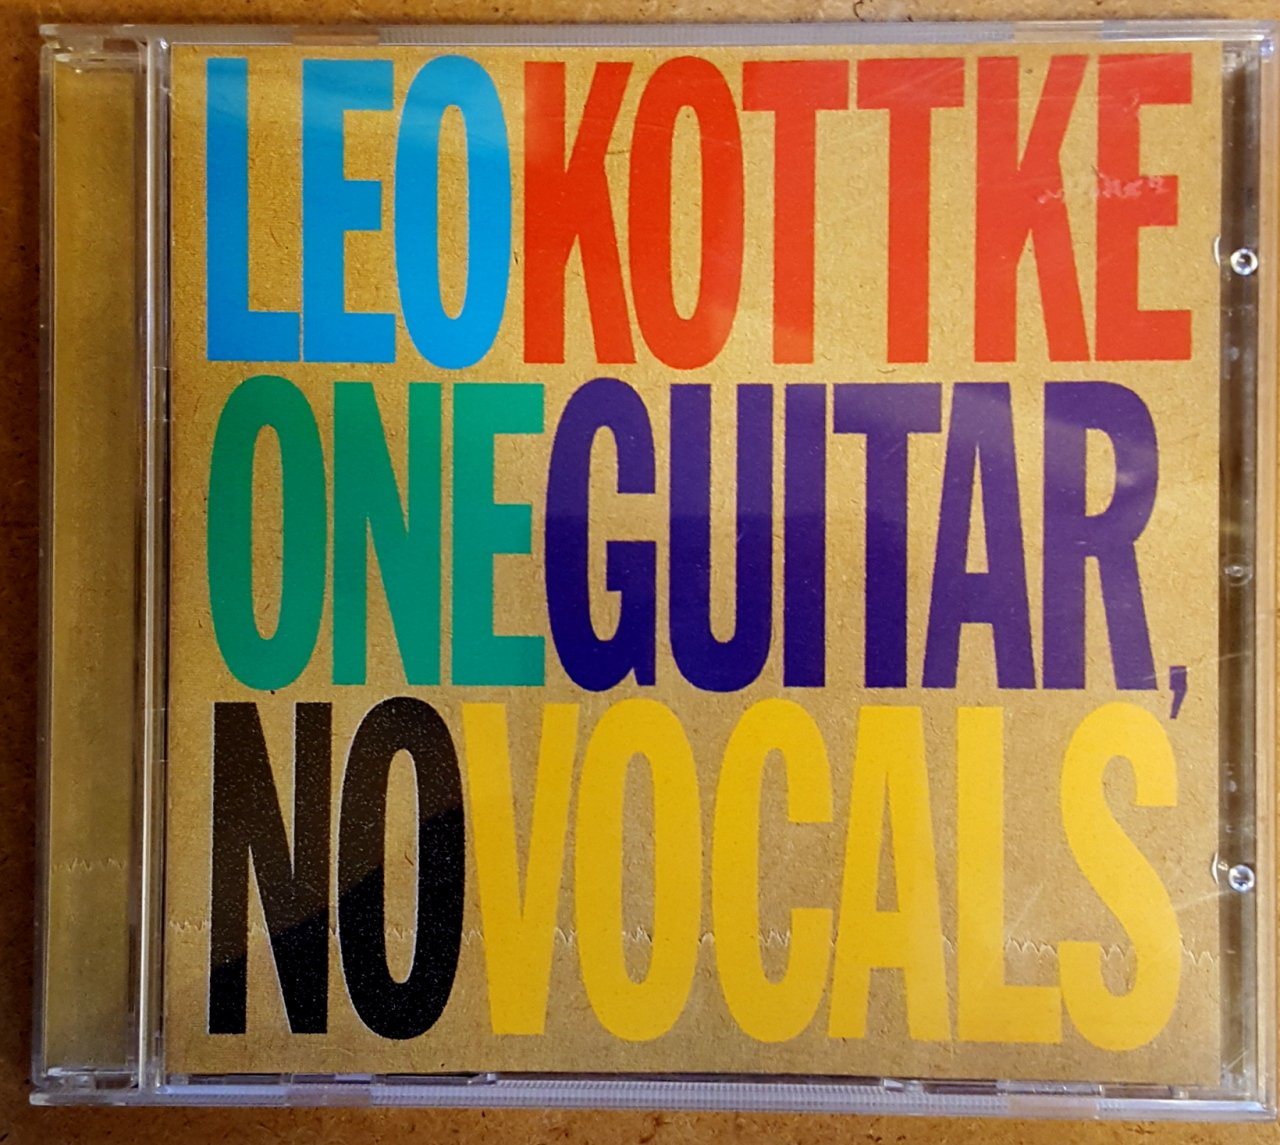 LEO KOTTKE
ONE GUITAR,
NO VOCALS